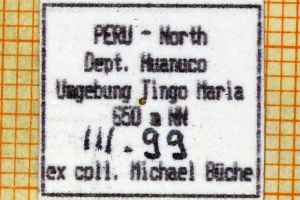 PERU - North
Dept. Huanuco
Umgebung Tingo Maria
650 m NN
III. 99
ex coll. Michael Büche